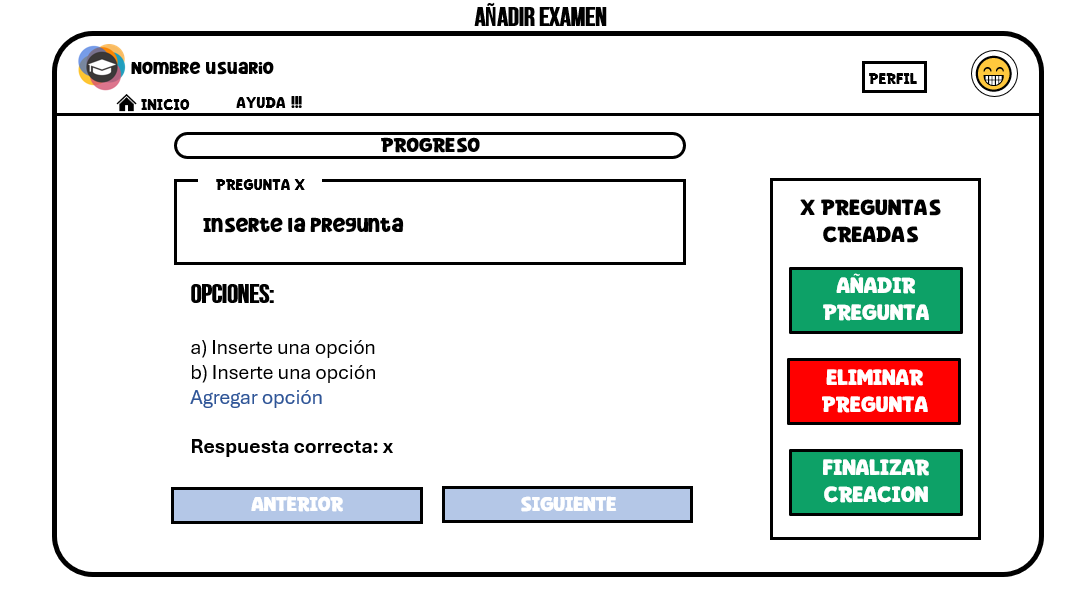 AÑADIR EXAMEN
NOMBRE USUARIO
PERFIL
INICIO
AYUDA !!!
PROGRESO
PREGUNTA X
Inserte la Pregunta
X PREGUNTAS
CREADAS
OPCIONES:
a) Inserte una opción
b) Inserte una opción
Agregar opción
Respuesta correcta: x
ANTERIOR
SIGUIENTE
AÑADIR
PREGUNTA
ELIMINAR
PREGUNTA
FINALIZAR
CREACION